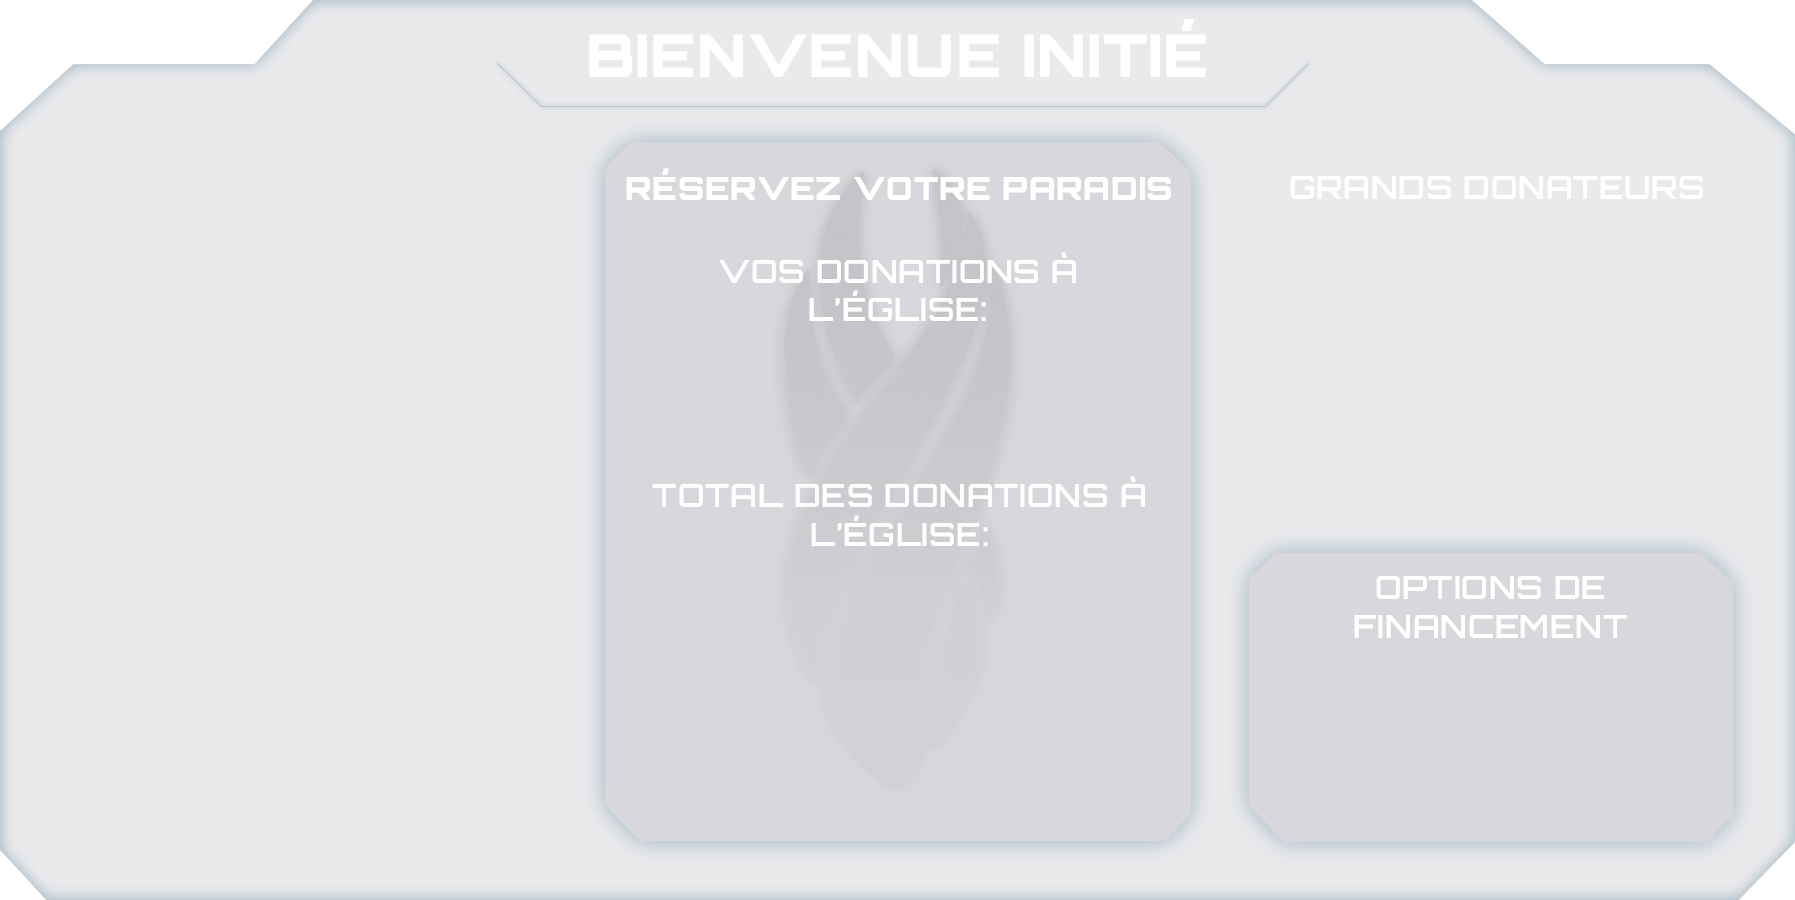 BIENVENUE INITIÉ
RÉSERVEZ VOTRE PARADIS
VOS DONATIONS À
L'ÉGLISE:
TOTAL DES DONATIONS À
L'ÉGLISE:
GRANDS DONATEURS
OPTIONS DE
FINANCEMENT